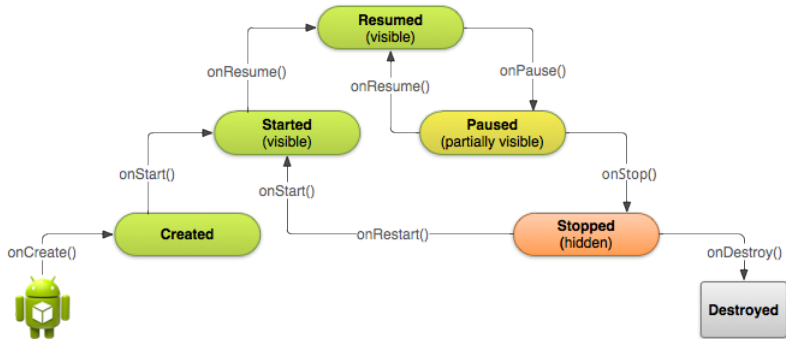 Resumed
(visible)
onResume()
onResume()
onPause()
Started
(visible)
Paused
(partially visible)
onStart()
onStart()
onStop()
Created
onRestart()
Stopped
(hidden)
onCreate()
onDestroy()
Destroyed